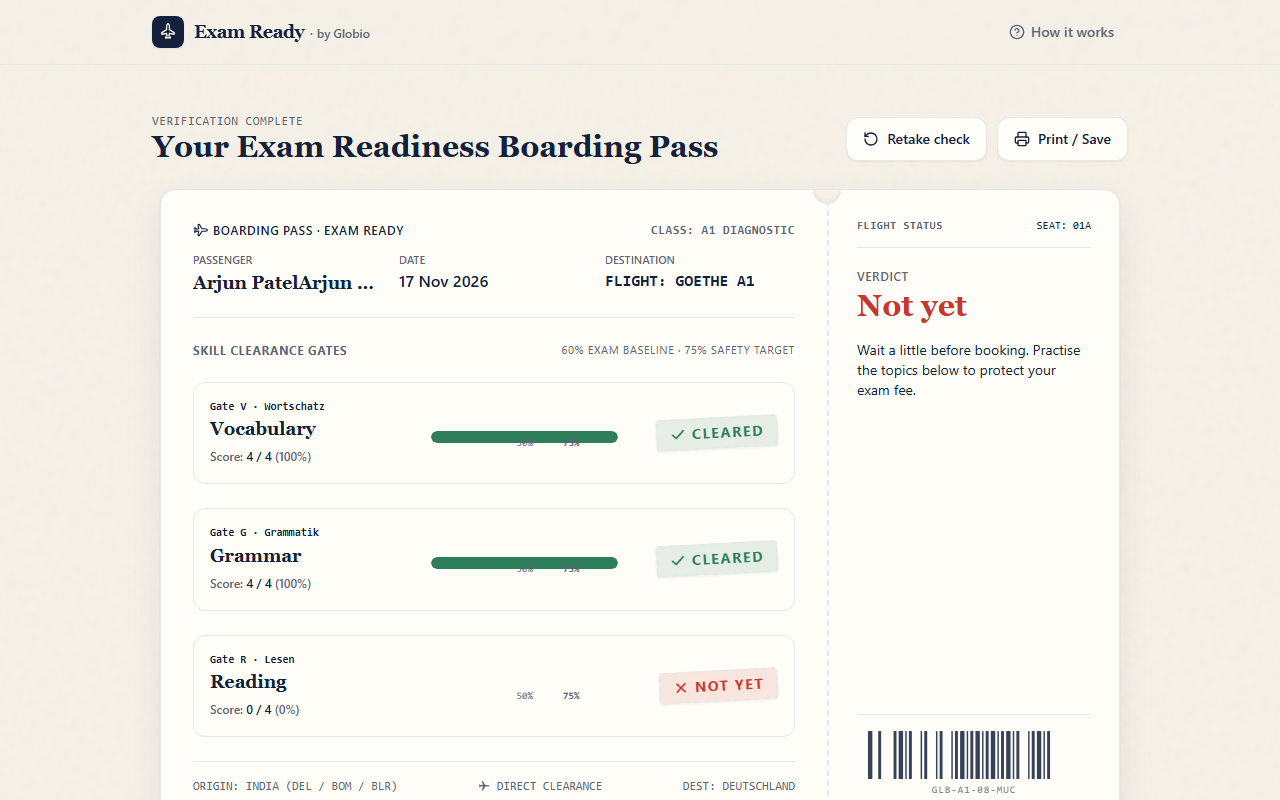 Exam Ready · by Globio
How it works
VERIFICATION COMPLETE
Your Exam Readiness Boarding Pass
Retake check
Print / Save
BOARDING PASS · EXAM READY
CLASS: A1 DIAGNOSTIC
PASSENGER
Arjun PatelArjun ...
DATE
17 Nov 2026
DESTINATION
FLIGHT: GOETHE A1
SKILL CLEARANCE GATES
60% EXAM BASELINE · 75% SAFETY TARGET
Gate V · Wortschatz
Vocabulary
Score: 4 / 4 (100%)
50% 75%
CLEARED
Gate G · Grammatik
Grammar
Score: 4 / 4 (100%)
50% 75%
CLEARED
Gate R · Lesen
Reading
Score: 0 / 4 (0%)
50% 75%
NOT YET
ORIGIN: INDIA (DEL / BOM / BLR)
DIRECT CLEARANCE
DEST: DEUTSCHLAND
FLIGHT STATUS
SEAT: 01A
VERDICT
Not yet
Wait a little before booking. Practise
the topics below to protect your
exam fee.
GLB-A1-08-MUC